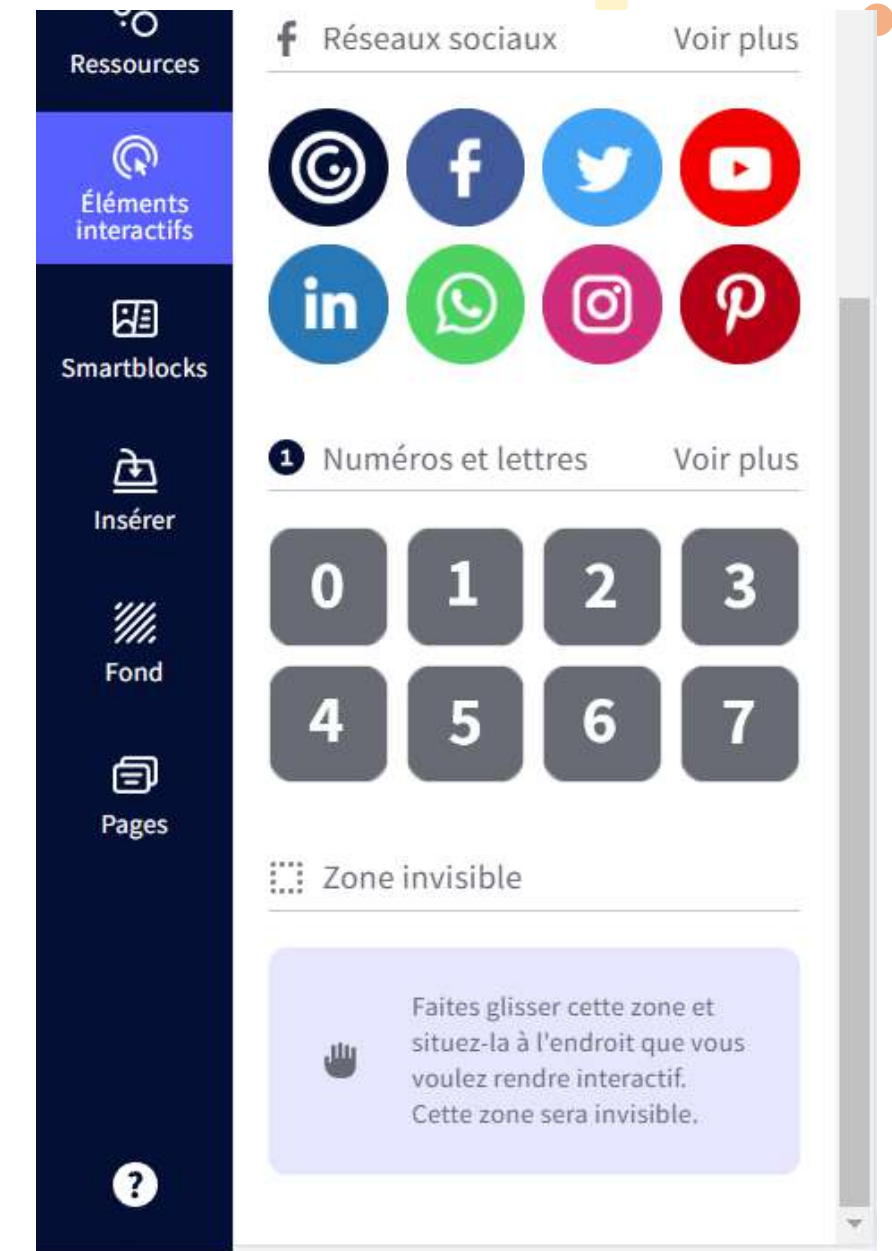 Ressources
Éléments
interactifs
Smartblocks
Insérer
Fond
Pages
?
f Réseaux sociaux Voir plus
f
in
1 Numéros et lettres Voir plus
0 1 2 3
4 5 6 7
Zone invisible
Faites glisser cette zone et
situez-la à l'endroit que vous
voulez rendre interactif.
Cette zone sera invisible.